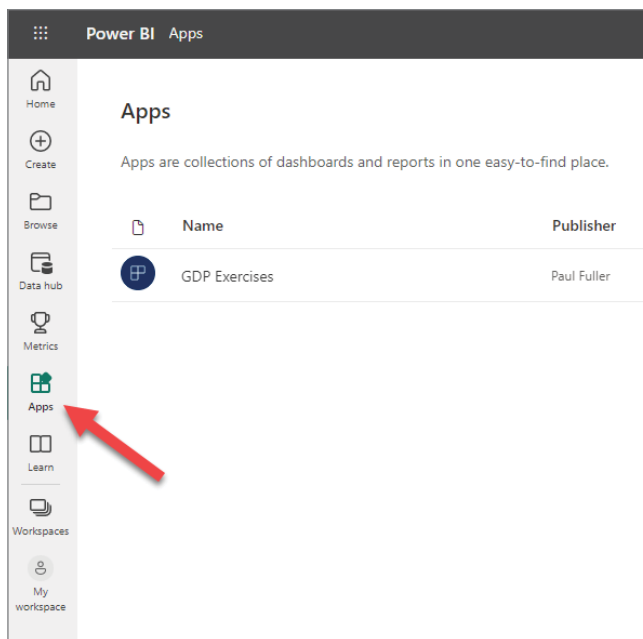 Power BI Apps
Home
Create
Browse
Data hub
Metrics
Apps
Learn
Workspaces
My
workspace
Apps
Apps are collections of dashboards and reports in one easy-to-find place.
Name Publisher
GDP Exercises Paul Fuller